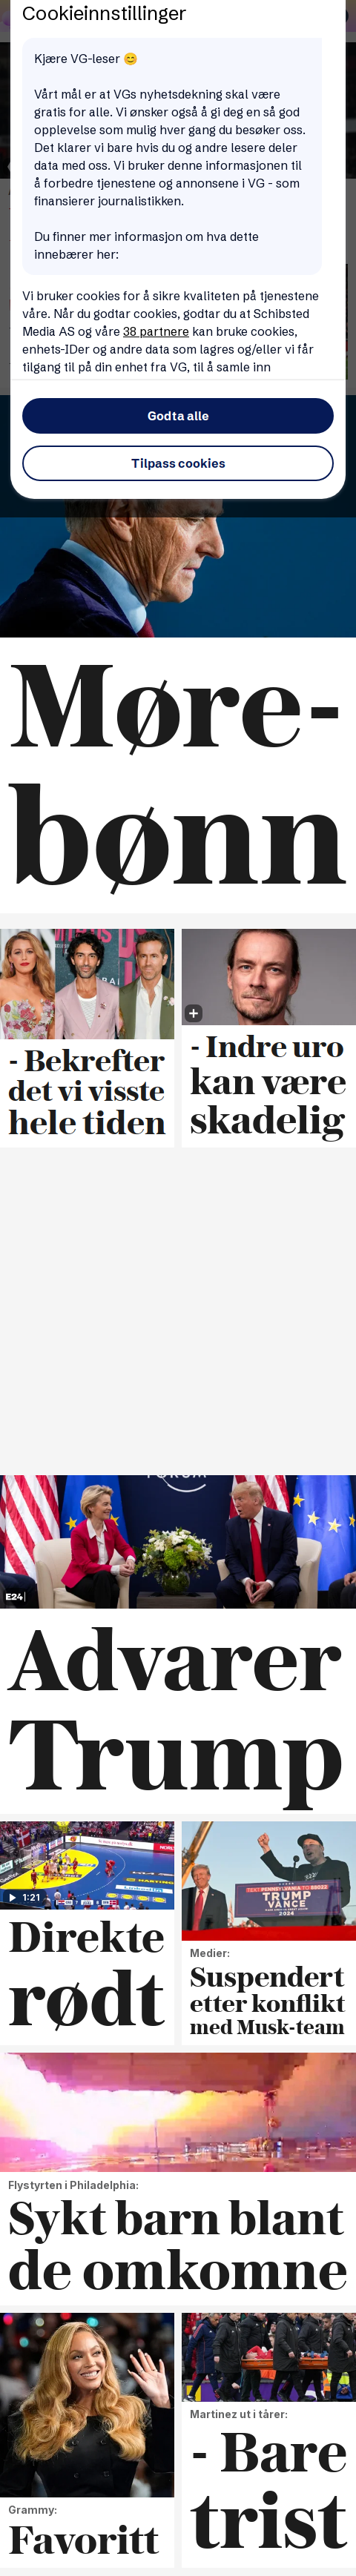 Cookieinnstillinger
Kjære VG-leser 😊
Vårt mål er at VGs nyhetsdekning skal være
gratis for alle. Vi ønsker også å gi deg en så god
opplevelse som mulig hver gang du besøker oss.
Det klarer vi bare hvis du og andre lesere deler
data med oss. Vi bruker denne informasjonen til
å forbedre tjenestene og annonsene i VG - som
finansierer journalistikken.
Du finner mer informasjon om hva dette
innebærer her:
Vi bruker cookies for å sikre kvaliteten på tjenestene
våre. Når du godtar cookies, godtar du at Schibsted
Media AS og våre 38 partnere kan bruke cookies,
enhets-IDer og andre data som lagres og/eller vi får
tilgang til på din enhet fra VG, til å samle inn
Godta alle
Tilpass cookies
Møre-
bønn
- Bekrefter
det vi visste
hele tiden
- Indre uro
kan være
skadelig
FORUM
E24
Advarer
Trump
1:21
Direkte
rødt
TRUMP
VANCE
Medier:
Suspendert
etter konflikt
med Musk-team
Flystyrten i Philadelphia:
Sykt barn blant
de omkomne
Grammy:
Favoritt
Martinez ut i tårer:
- Bare
trist